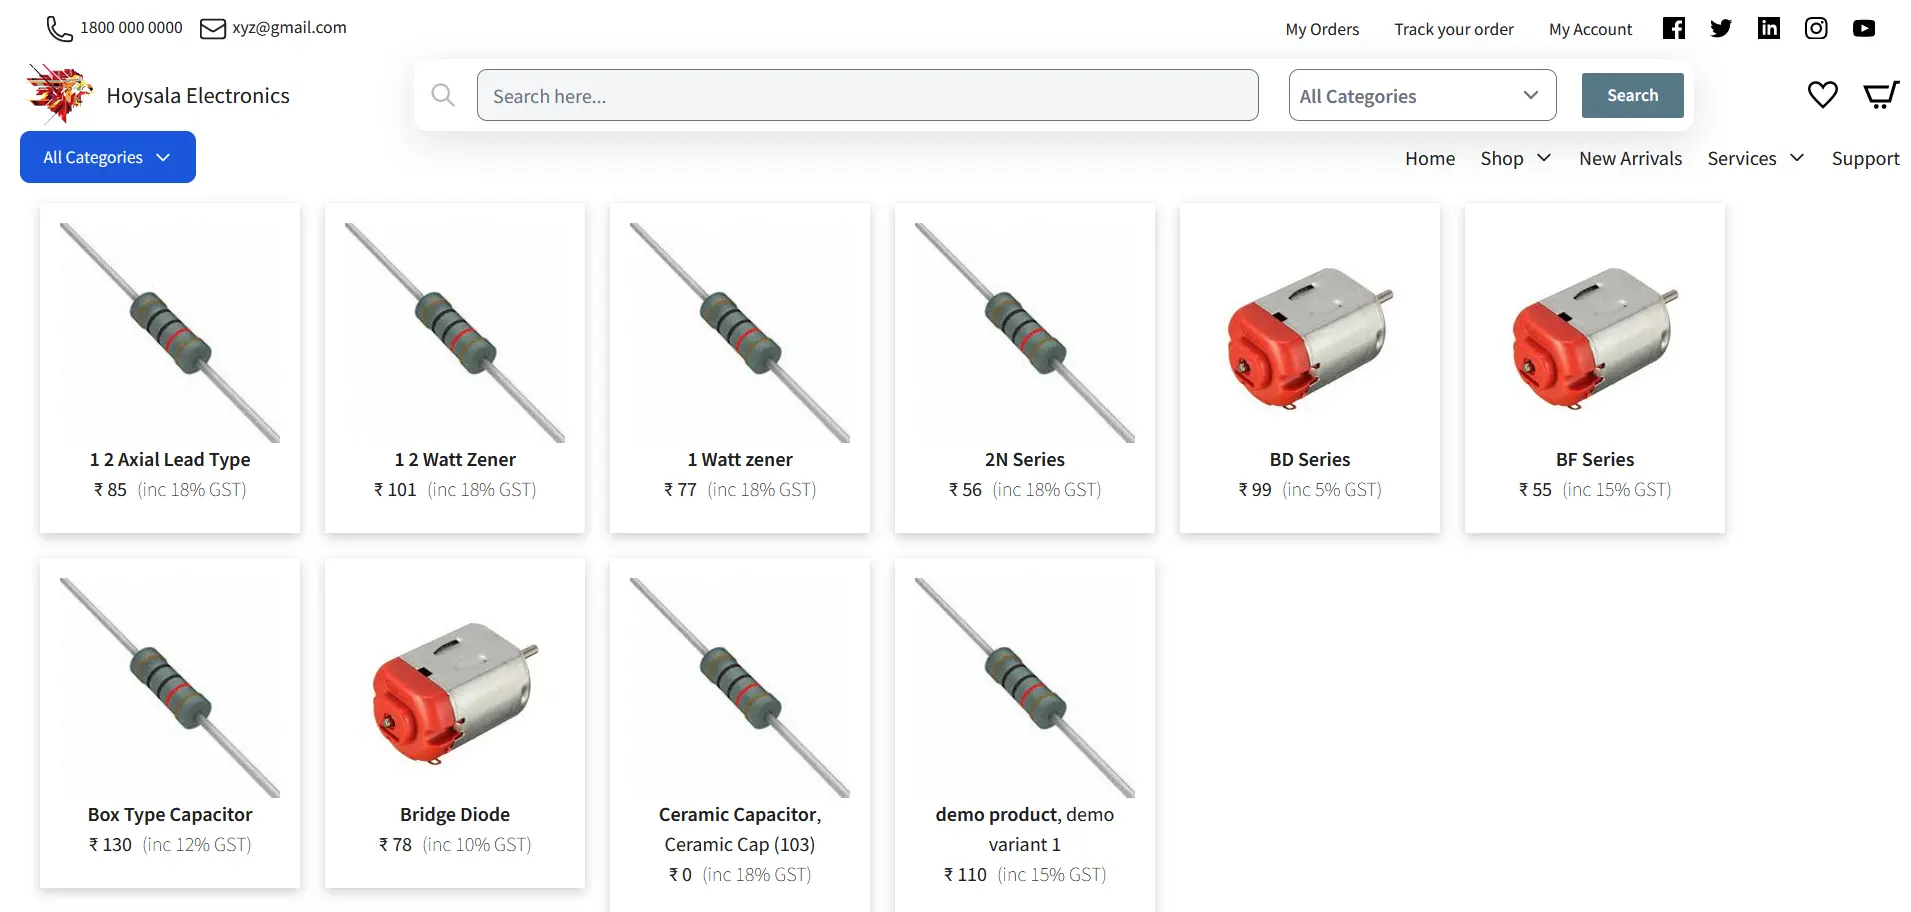 1800 000 0000
xyz@gmail.com
My Orders
Track your order
My Account
Hoysala Electronics
Search here...
All Categories
Search
All Categories
Home
Shop
New Arrivals
Services
Support
1 2 Axial Lead Type
₹ 85 (inc 18% GST)
1 2 Watt Zener
₹ 101 (inc 18% GST)
1 Watt zener
₹ 77 (inc 18% GST)
2N Series
₹ 56 (inc 18% GST)
BD Series
₹ 99 (inc 5% GST)
BF Series
₹ 55 (inc 15% GST)
Box Type Capacitor
₹ 130 (inc 12% GST)
Bridge Diode
₹ 78 (inc 10% GST)
Ceramic Capacitor,
Ceramic Cap (103)
₹ 0 (inc 18% GST)
demo product, demo
variant 1
₹ 110 (inc 15% GST)